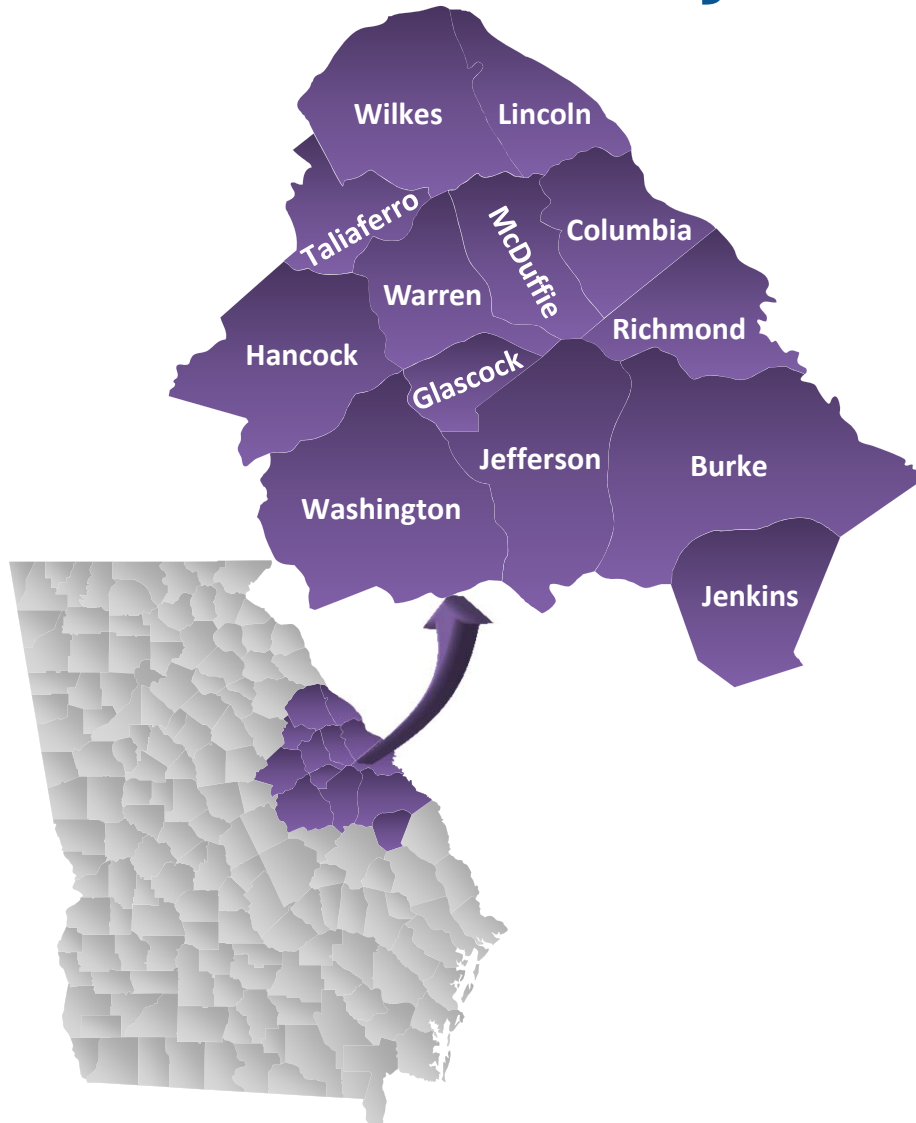 Wilkes
Lincoln
Taliaferro
McDuffie
Columbia
Warren
Richmond
Hancock
Glascock
Jefferson
Burke
Washington
Jenkins